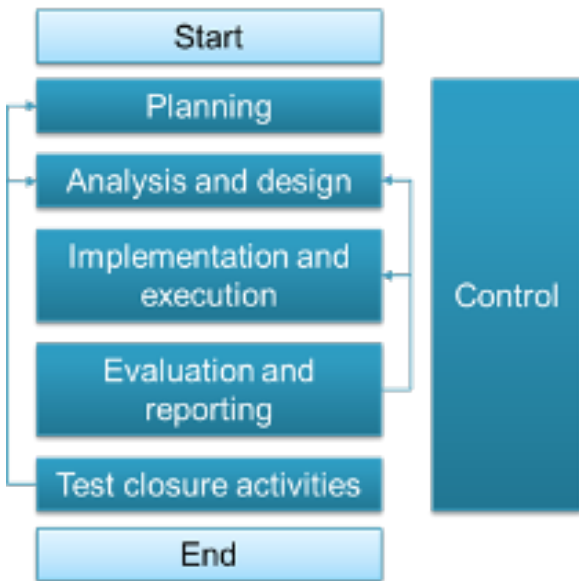 Start
Planning
Analysis and design
Implementation and
execution
Evaluation and
reporting
Test closure activities
End
Control